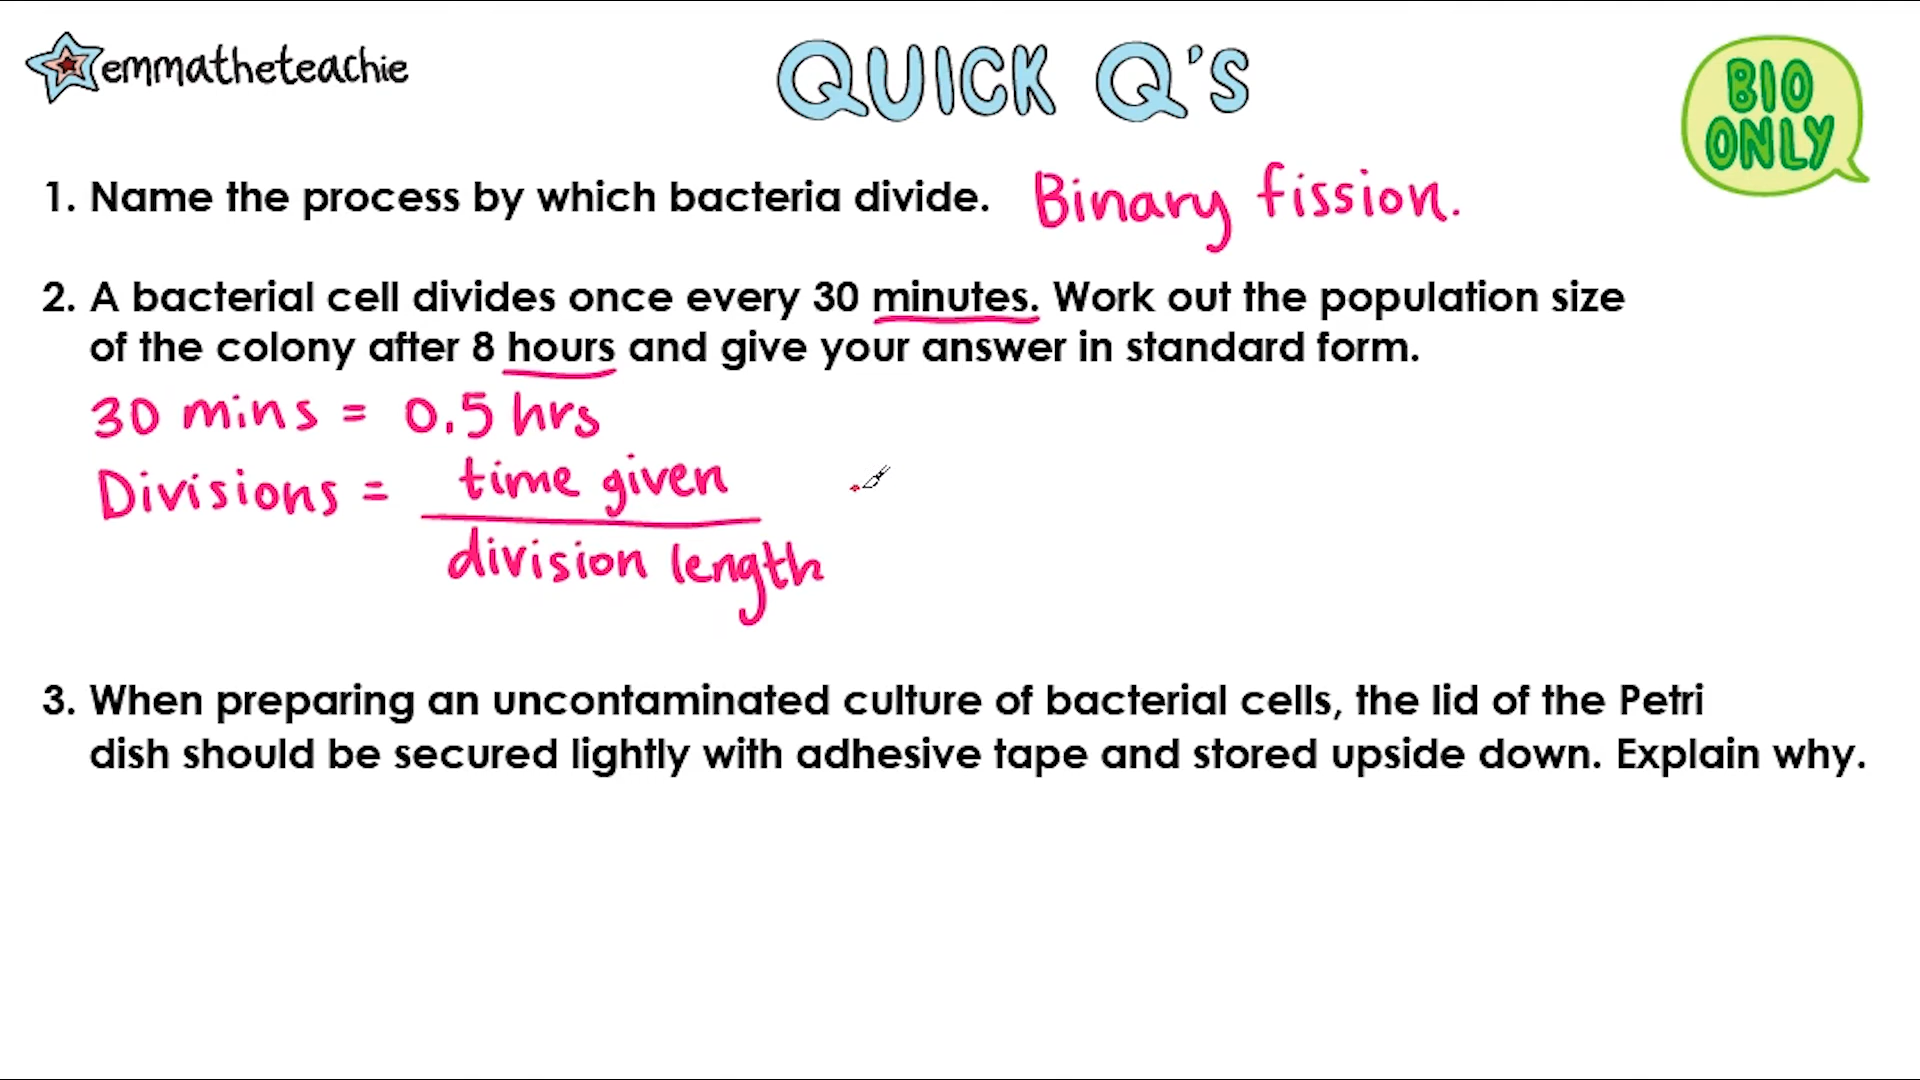 emmatheteachie
QUICK Q'S
BIO
ONLY
1. Name the process by which bacteria divide. Binary fission.
2. A bacterial cell divides once every 30 minutes. Work out the population size
of the colony after 8 hours and give your answer in standard form.
30 mins = 0.5 hrs
Divisions = time given
division length
3. When preparing an uncontaminated culture of bacterial cells, the lid of the Petri
dish should be secured lightly with adhesive tape and stored upside down. Explain why.